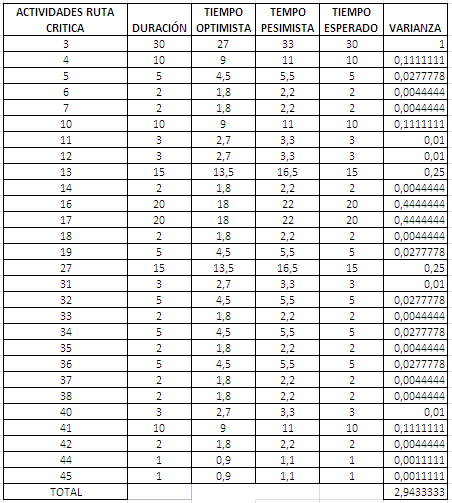 ACTIVIDADES RUTA CRITICA DURACIÓN TIEMPO OPTIMISTA TEMPO PESIMISTA TIEMPO ESPERADO VARIANZA
3 30 27 33 30 1
4 10 9 11 10 0,1111111
5 5 4,5 5,5 5 0,0277778
6 2 1,8 2,2 2 0,0044444
7 2 1,8 2,2 2 0,0044444
10 10 9 11 10 0,1111111
11 3 2,7 3,3 3 0,01
12 3 2,7 3,3 3 0,01
13 15 13,5 16,5 15 0,25
14 2 1,8 2,2 2 0,0044444
16 20 18 22 20 0,4444444
17 20 18 22 20 0,4444444
18 2 1,8 2,2 2 0,0044444
19 5 4,5 5,5 5 0,0277778
27 15 13,5 16,5 15 0,25
31 3 2,7 3,3 3 0,01
32 5 4,5 5,5 5 0,0277778
33 2 1,8 2,2 2 0,0044444
34 5 4,5 5,5 5 0,0277778
35 2 1,8 2,2 2 0,0044444
36 5 4,5 5,5 5 0,0277778
37 2 1,8 2,2 2 0,0044444
38 2 1,8 2,2 2 0,0044444
40 3 2,7 3,3 3 0,01
41 10 9 11 10 0,1111111
42 2 1,8 2,2 2 0,0044444
44 1 0,9 1,1 1 0,0011111
45 1 0,9 1,1 1 0,0011111
TOTAL 2,9433333